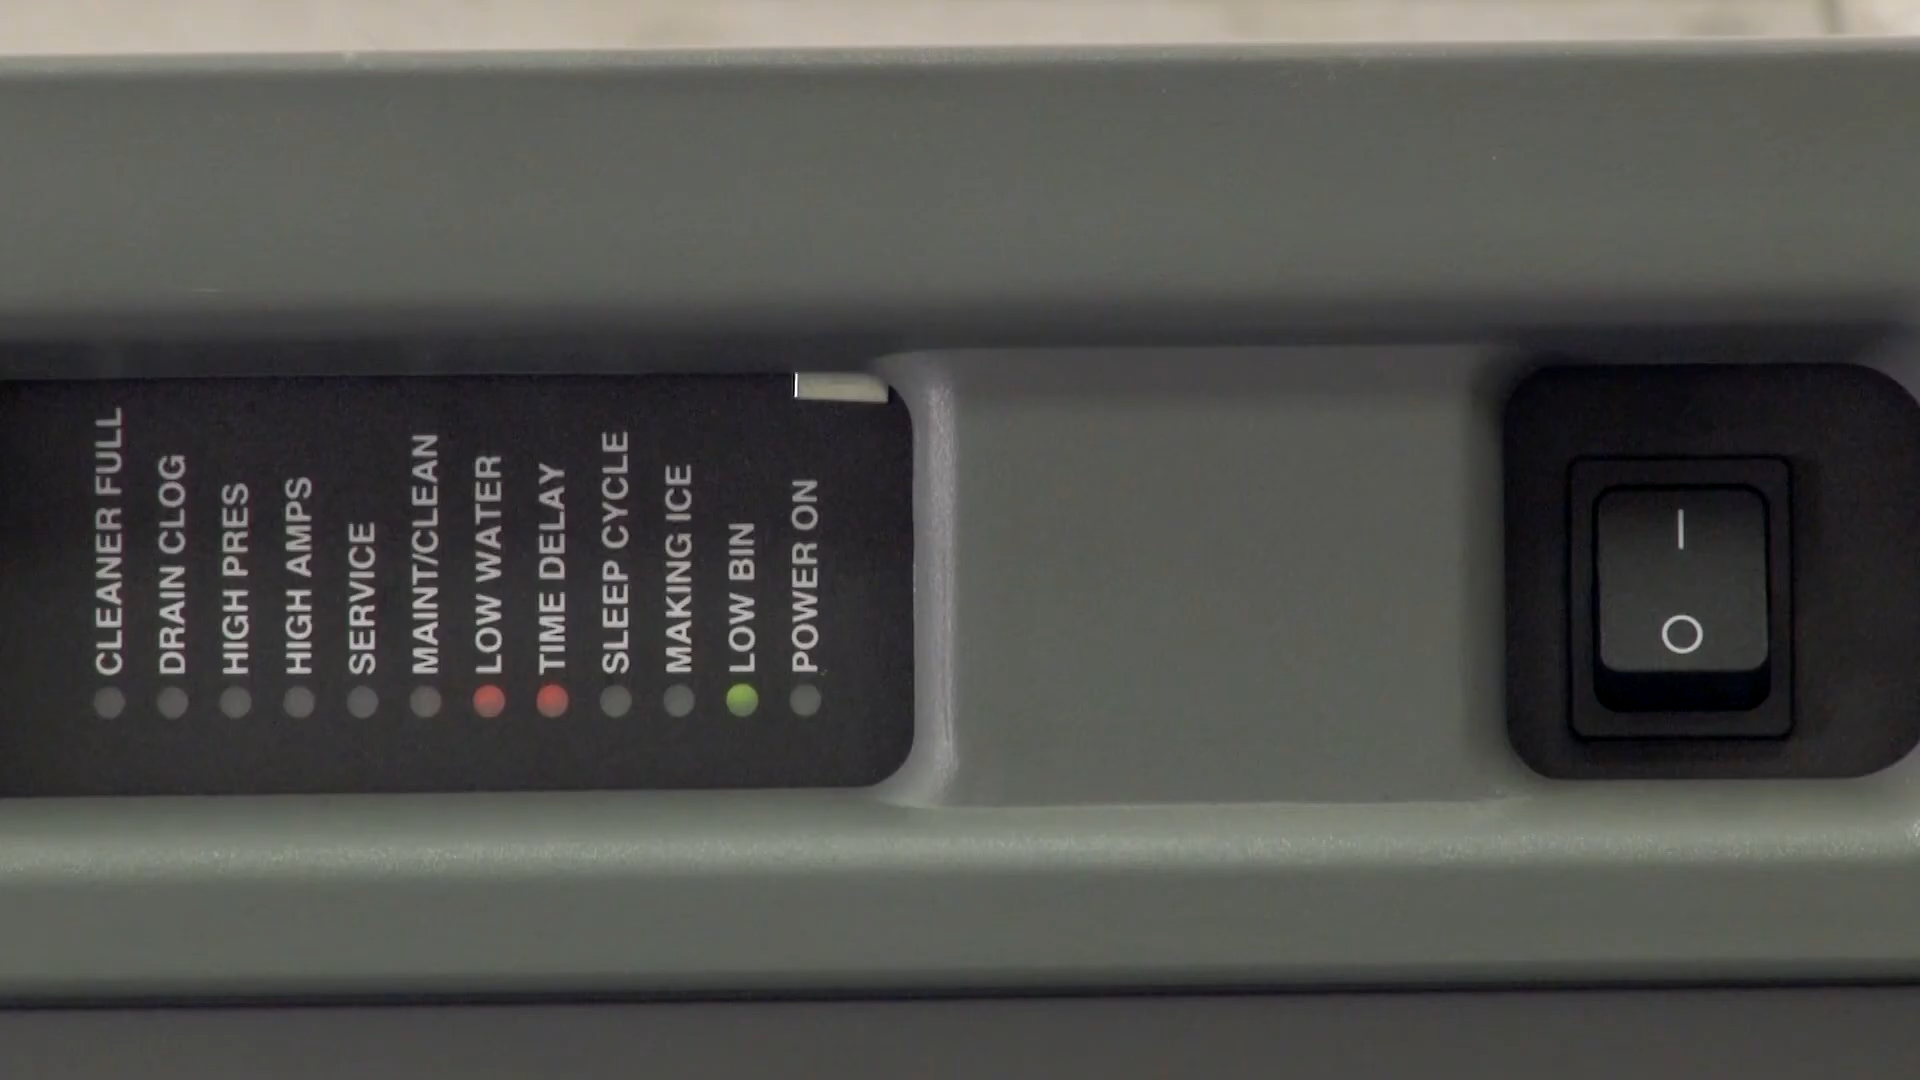 CLEANER FULL
DRAIN CLOG
HIGH PRES
HIGH AMPS
SERVICE
MAINT/CLEAN
LOW WATER
TIME DELAY
SLEEP CYCLE
MAKING ICE
LOW BIN
POWER ON